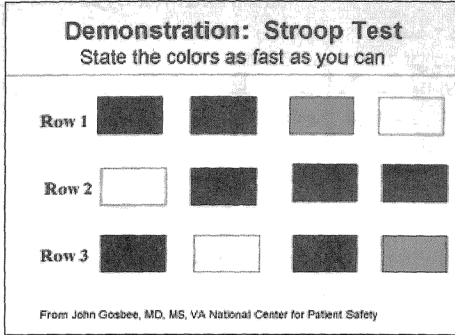 Demonstration: Stroop Test
State the colors as fast as you can
Row 1
Row 2
Row 3
From John Gosbee, MD, MS, VA National Center for Patient Safety